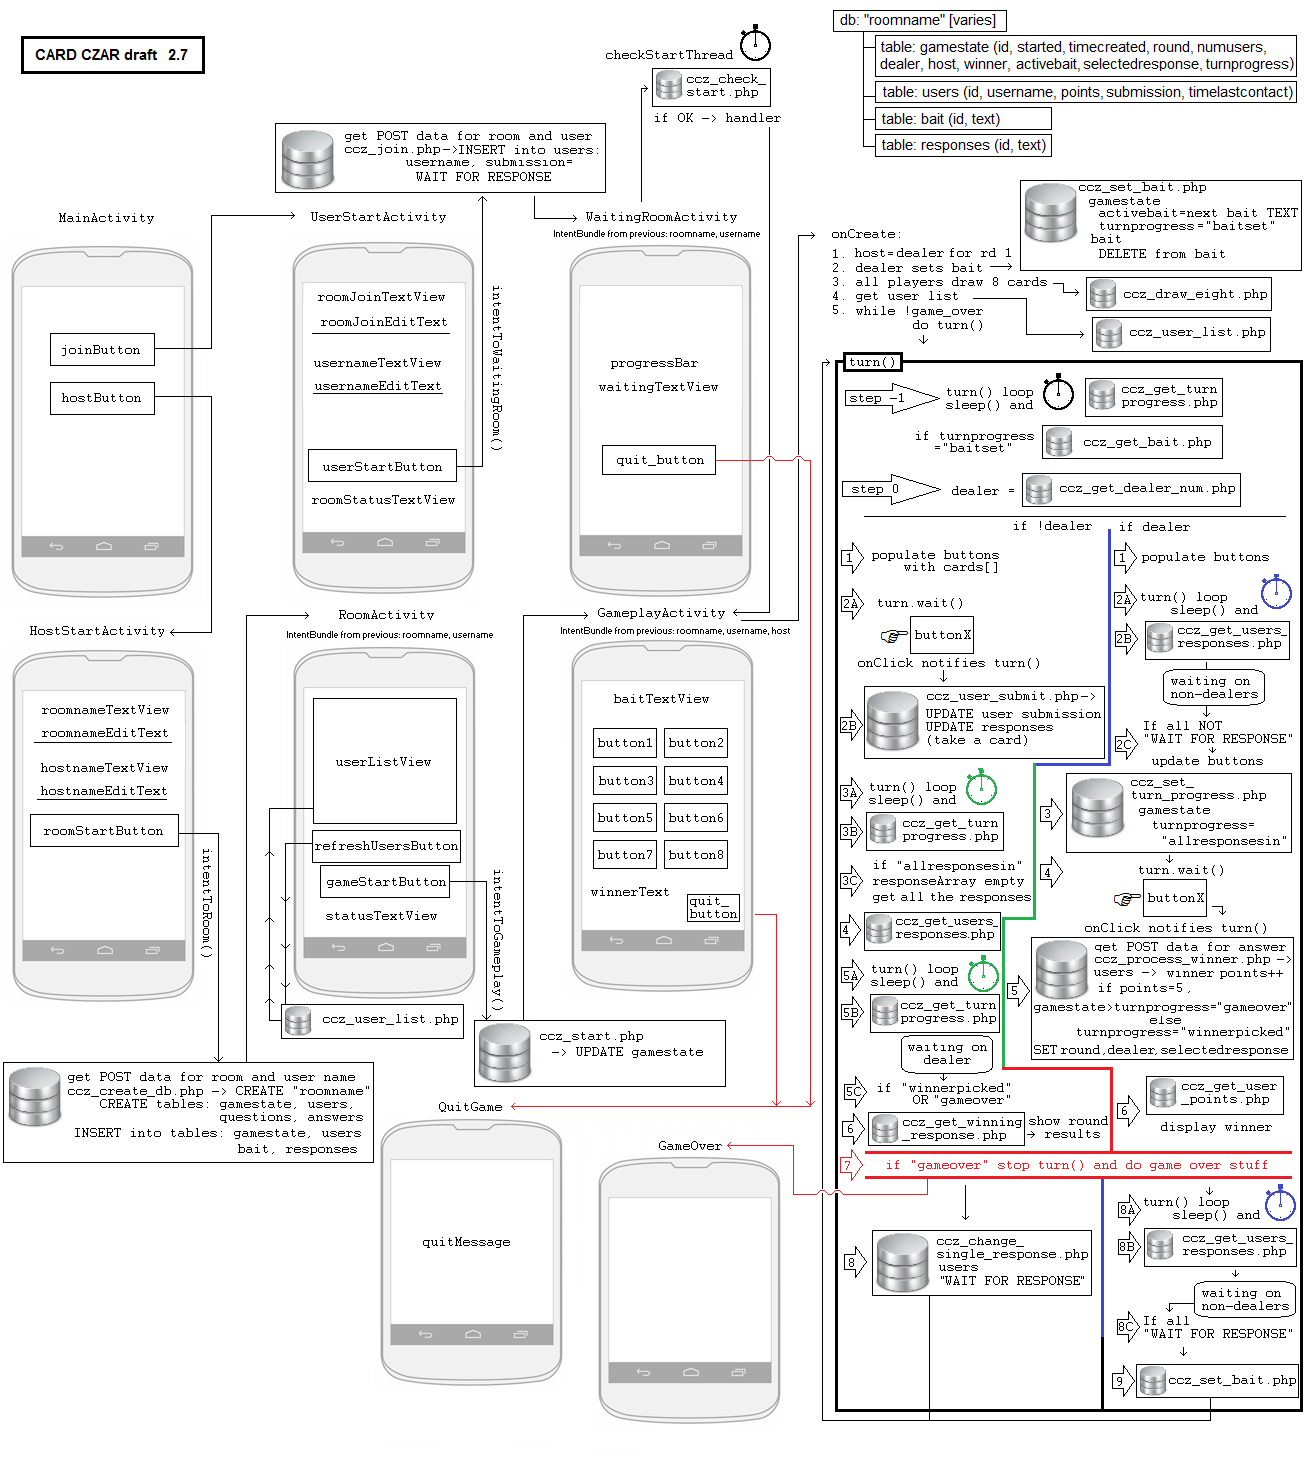 CARD CZAR draft 2.7
checkStartThread
ccz_check_
start.php
if OK -> handler
db: "roomname" [varies]
table: gamestate (id, started, timecreated, round, numusers,
dealer, host, winner, activebait, selectedresponse, turnprogress)
table: users (id, username, points, submission, timelastcontact)
table: bait (id, text)
table: responses (id, text)
get POST data for room and user
ccz_join.php->INSERT into users:
username, submission=
WAIT FOR RESPONSE
MainActivity
joinButton
hostButton
UserStartActivity
roomJoinTextView
roomJoinEditText
usernameTextView
usernameEditText
userStartButton
roomStatusTextView
intentToWaitingRoom()
WaitingRoomActivity
IntentBundle from previous: roomname, username
progressBar
waitingTextView
quit_button
HostStartActivity
roomnameTextView
roomnameEditText
hostnameTextView
hostnameEditText
roomStartButton
intentToRoom()
RoomActivity
IntentBundle from previous: roomname, username
userListView
refreshUsersButton
gameStartButton
statusTextView
intentToGameplay()
ccz_user_list.php
GameplayActivity
IntentBundle from previous: roomname, username, host
baitTextView
button1 button2
button3 button4
button5 button6
button7 button8
winnerText
quit_
button
ccz_start.php
-> UPDATE gamestate
get POST data for room and user name
ccz_create_db.php -> CREATE "roomname"
CREATE tables: gamestate, users,
questions, answers
INSERT into tables: gamestate, users
bait, responses
QuitGame
quitMessage
GameOver
onCreate:
1. host=dealer for rd 1
2. dealer sets bait
3. all players draw 8 cards
4. get user list
5. while !game_over
do turn()
ccz_set_bait.php
gamestate
activebait=next bait TEXT
turnprogress="baitset"
bait
DELETE from bait
ccz_draw_eight.php
ccz_user_list.php
turn()
step -1
turn() loop
sleep() and
ccz_get_turn
progress.php
if turnprogress
="baitset"
ccz_get_bait.php
step 0
dealer =
ccz_get_dealer_num.php
if !dealer
1
populate buttons
with cards[]
2A
turn.wait()
buttonX
onClick notifies turn()
2B
ccz_user_submit.php->
UPDATE user submission
UPDATE responses
(take a card)
3A
turn() loop
sleep() and
3B
ccz_get_turn
progress.php
3C
if "allresponsesin"
responseArray empty
get all the responses
4
ccz_get_users_
responses.php
5A
turn() loop
sleep() and
5B
ccz_get_turn
progress.php
waiting on
dealer
5C
if "winnerpicked"
OR "gameover"
6
ccz_get_winning
_response.php
show round
-> results
if dealer
1
populate buttons
2A
turn() loop
sleep() and
2B
ccz_get_users_
responses.php
waiting on
non-dealers
2C
If all NOT
"WAIT FOR RESPONSE"
update buttons
3
ccz_set_
turn_progress.php
gamestate
turnprogress=
"allresponsesin"
4
turn.wait()
buttonX
onClick notifies turn()
5
get POST data for answer
ccz_process_winner.php ->
users -> winner points++
if points=5,
gamestate>turnprogress="gameover"
else
turnprogress="winnerpicked"
SET round, dealer, selectedresponse
6
ccz_get_user
_points.php
display winner
7
if "gameover" stop turn() and do game over stuff
8
ccz_change_
single_response.php
users
"WAIT FOR RESPONSE"
8A
turn() loop
sleep() and
8B
ccz_get_users_
responses.php
waiting on
non-dealers
8C
If all
"WAIT FOR RESPONSE"
9
ccz_set_bait.php